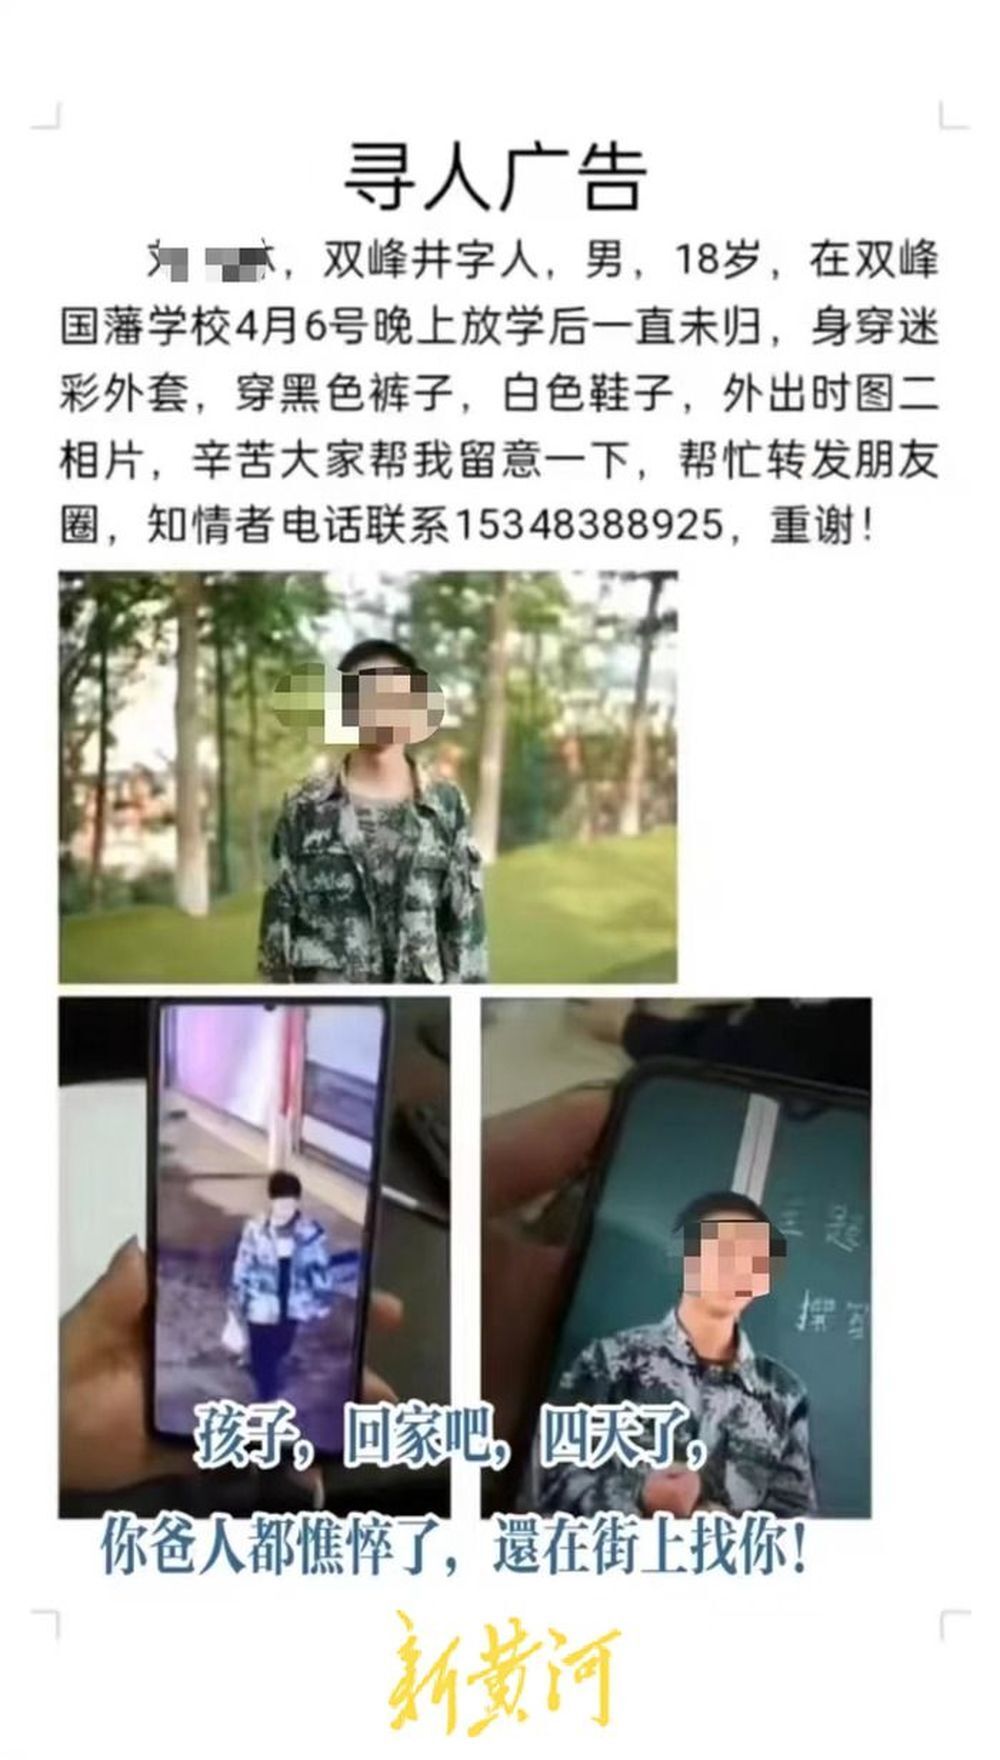 寻人广告
，双峰井字人，男，18岁，在双峰
国藩学校4月6号晚上放学后一直未归，身穿迷
彩外套，穿黑色裤子，白色鞋子，外出时图二
相片，辛苦大家帮我留意一下，帮忙转发朋友
圈，知情者电话联系15348388925，重谢！
三是
孩子，回家吧，四天了，
你爸人都憔悴了，還在街上找你！
新黄河